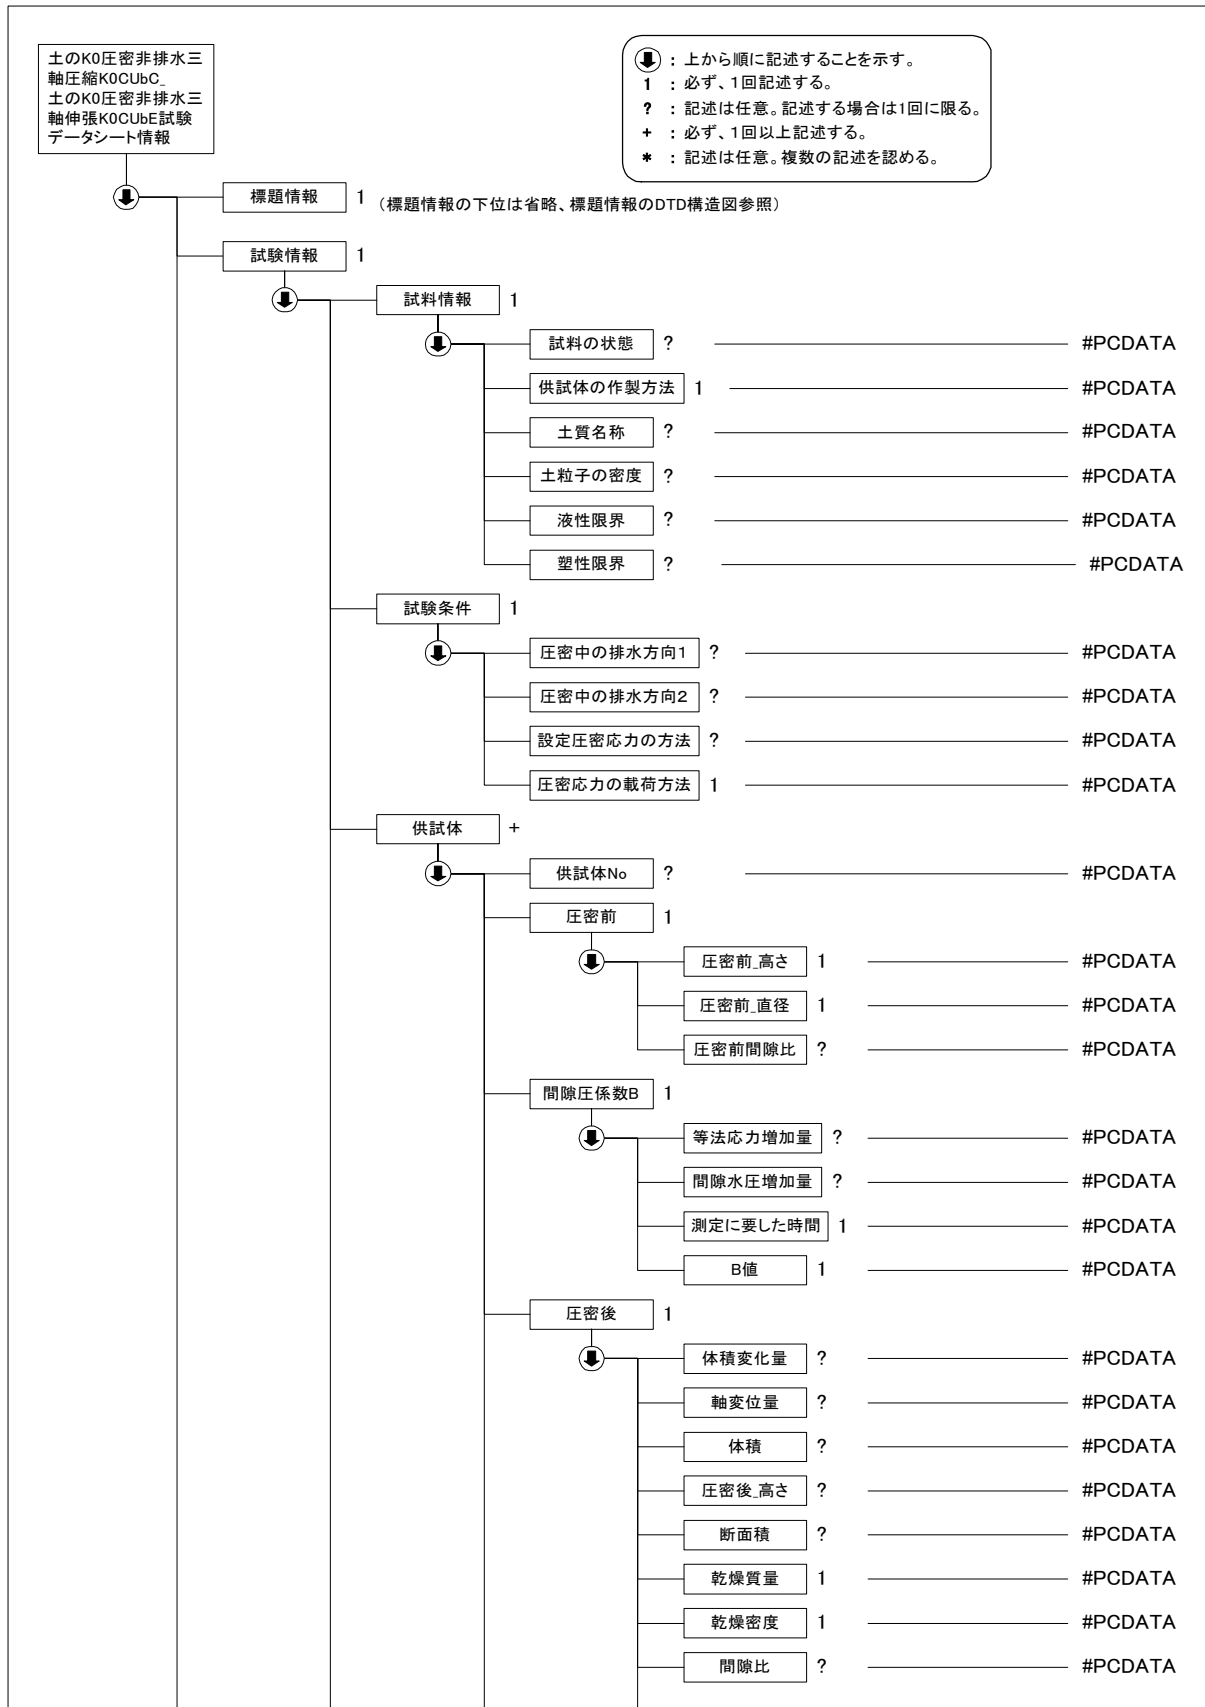 土のK0圧密非排水三
軸圧縮K0CUbC_
土のK0圧密非排水三
軸伸張K0CUbE試験
データシート情報
：上から順に記述することを示す。
1 ：必ず、1回記述する。
? ：記述は任意。記述する場合は1回に限る。
+ ：必ず、1回以上記述する。
* ：記述は任意。複数の記述を認める。
標題情報 1 （標題情報の下位は省略、標題情報のDTD構造図参照）
試験情報 1
試料情報 1
試料の状態 ? #PCDATA
供試体の作製方法 1 #PCDATA
土質名称 ? #PCDATA
土粒子の密度 ? #PCDATA
液性限界 ? #PCDATA
塑性限界 ? #PCDATA
試験条件 1
圧密中の排水方向1 ? #PCDATA
圧密中の排水方向2 ? #PCDATA
設定圧密応力の方法 ? #PCDATA
圧密応力の載荷方法 1 #PCDATA
供試体 +
供試体No ? #PCDATA
圧密前 1
圧密前_高さ 1 #PCDATA
圧密前_直径 1 #PCDATA
圧密前間隙比 ? #PCDATA
間隙圧係数B 1
等法応力増加量 ? #PCDATA
間隙水圧増加量 ? #PCDATA
測定に要した時間 1 #PCDATA
B値 1 #PCDATA
圧密後 1
体積変化量 ? #PCDATA
軸変位量 ? #PCDATA
体積 ? #PCDATA
圧密後_高さ ? #PCDATA
断面積 ? #PCDATA
乾燥質量 1 #PCDATA
乾燥密度 1 #PCDATA
間隙比 ? #PCDATA